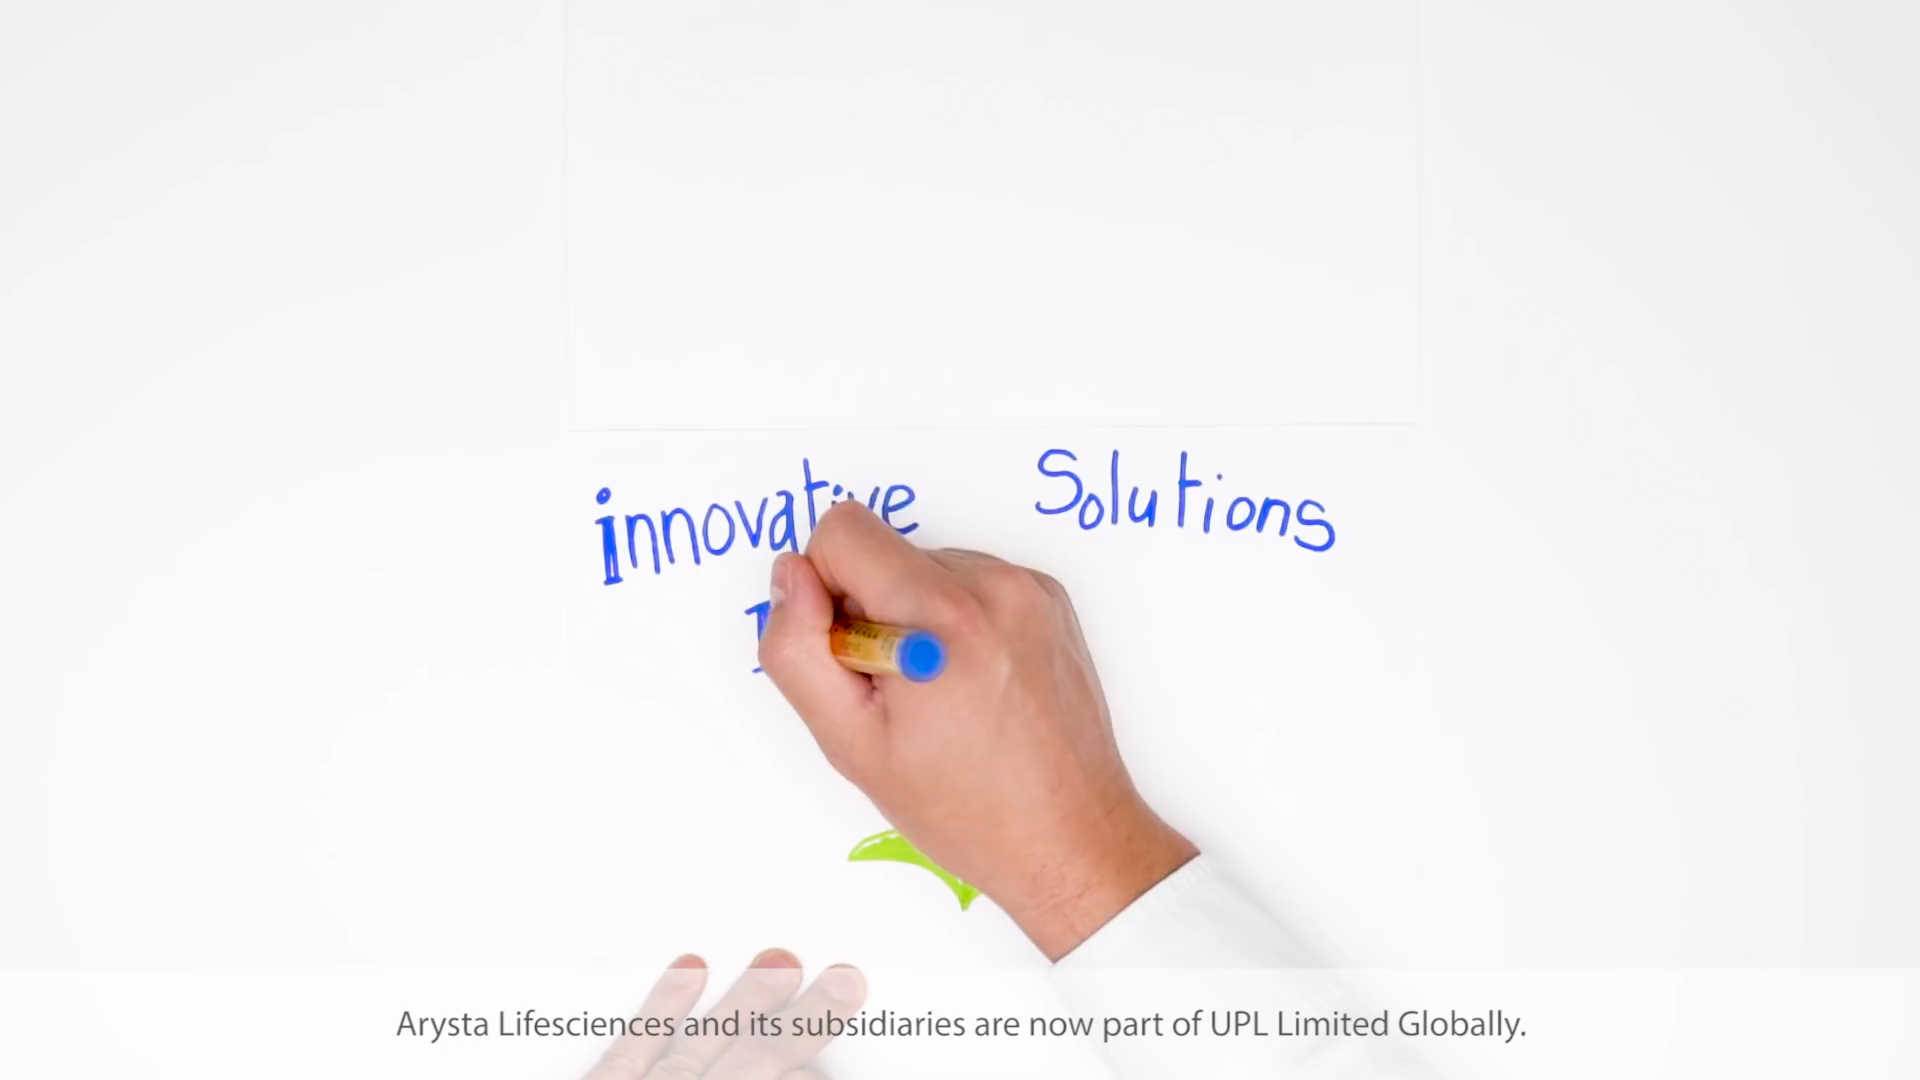 innovative Solutions
Arysta Lifesciences and its subsidiaries are now part of UPL Limited Globally.